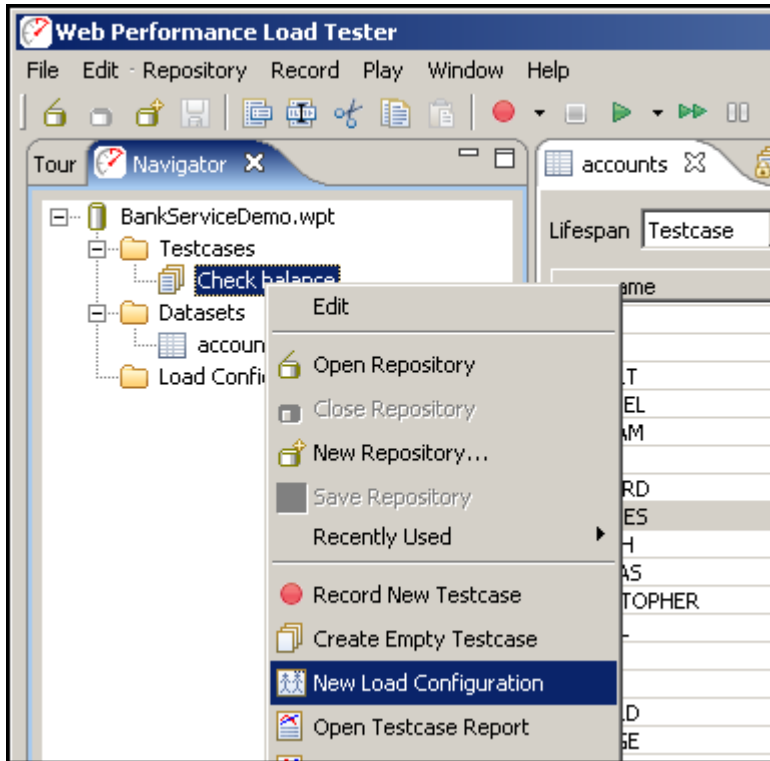 Web Performance Load Tester
File Edit Repository Record Play Window Help
Tour Navigator accounts
BankServiceDemo.wpt
Lifespan Testcase
Testcases
Check balance
Datasets
Load
Edit
Open Repository
Close Repository
New Repository...
Save Repository
Recently Used
Record New Testcase
Create Empty Testcase
New Load Configuration
Open Testcase Report
TOPHER